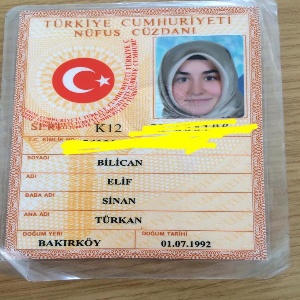 TÜRKİYE CUMHURİYETİ
NÜFUS CÜZDANI
K12
SOYADI
BİLİCAN
ADI
ELİF
BABA ADI
SİNAN
ANA ADI
TÜRKAN
DOĞUM YERİ DOĞUM TARİHİ
BAKIRKÖY 01.07.1992